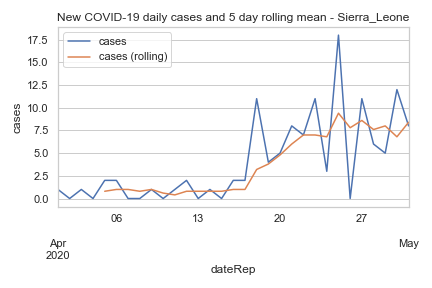 New COVID-19 daily cases and 5 day rolling mean - Sierra_Leone
cases
cases (rolling)
17.5
15.0
12.5
10.0
7.5
5.0
2.5
0.0
cases
06 13 20 27
Apr May
2020
dateRep